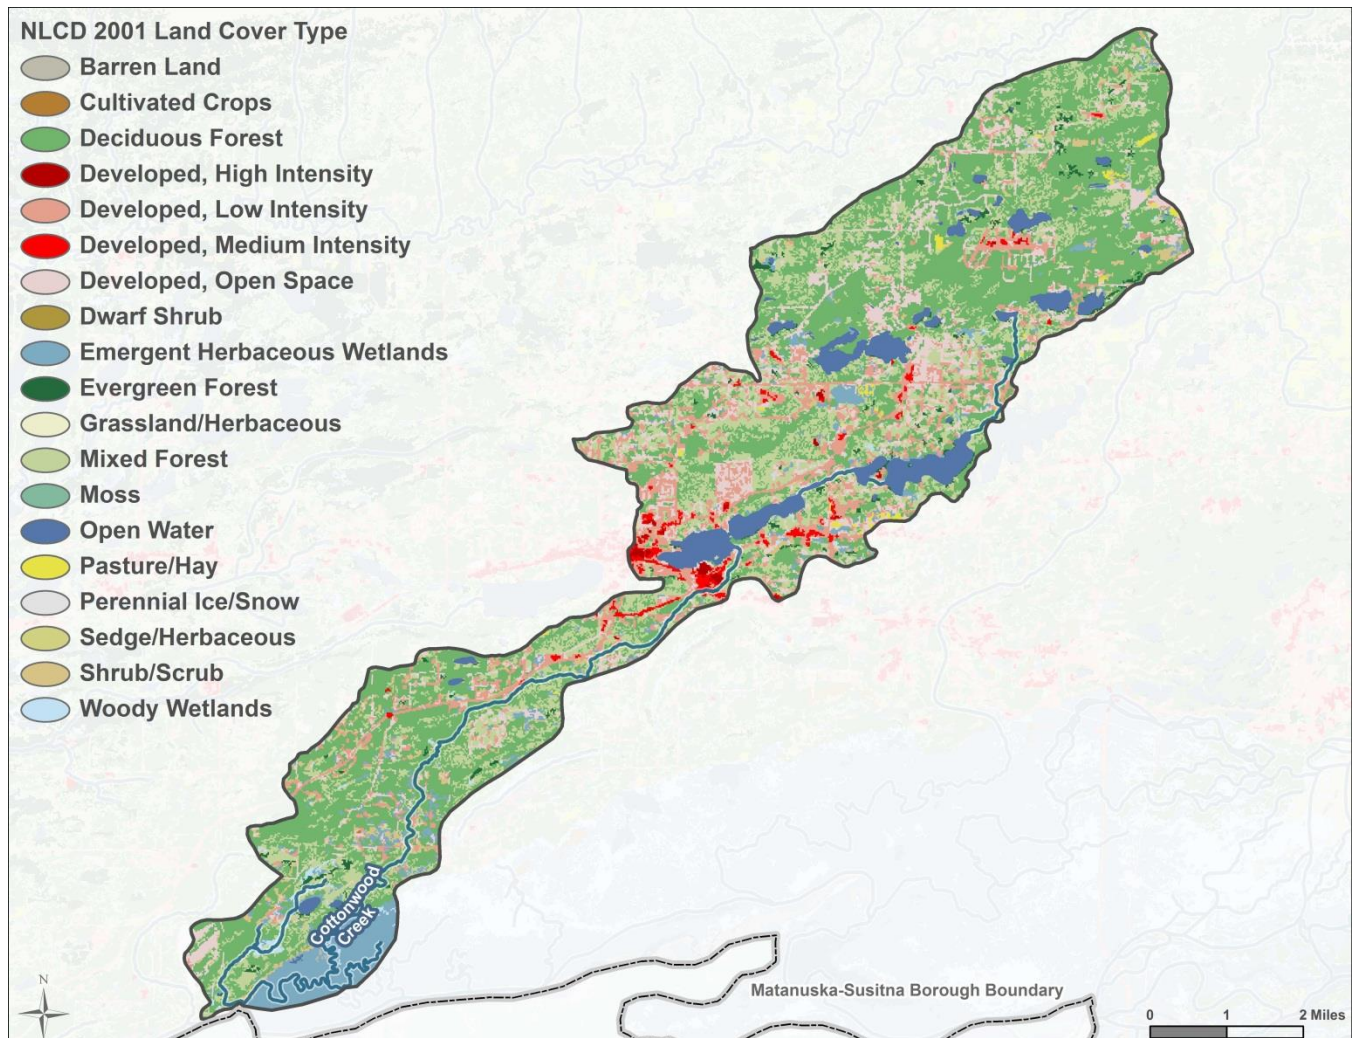 NLCD 2001 Land Cover Type
Barren Land
Cultivated Crops
Deciduous Forest
Developed, High Intensity
Developed, Low Intensity
Developed, Medium Intensity
Developed, Open Space
Dwarf Shrub
Emergent Herbaceous Wetlands
Evergreen Forest
Grassland/Herbaceous
Mixed Forest
Moss
Open Water
Pasture/Hay
Perennial Ice/Snow
Sedge/Herbaceous
Shrub/Scrub
Woody Wetlands
Cottonwood
Creek
N
Matanuska-Susitna Borough Boundary
0 1 2 Miles